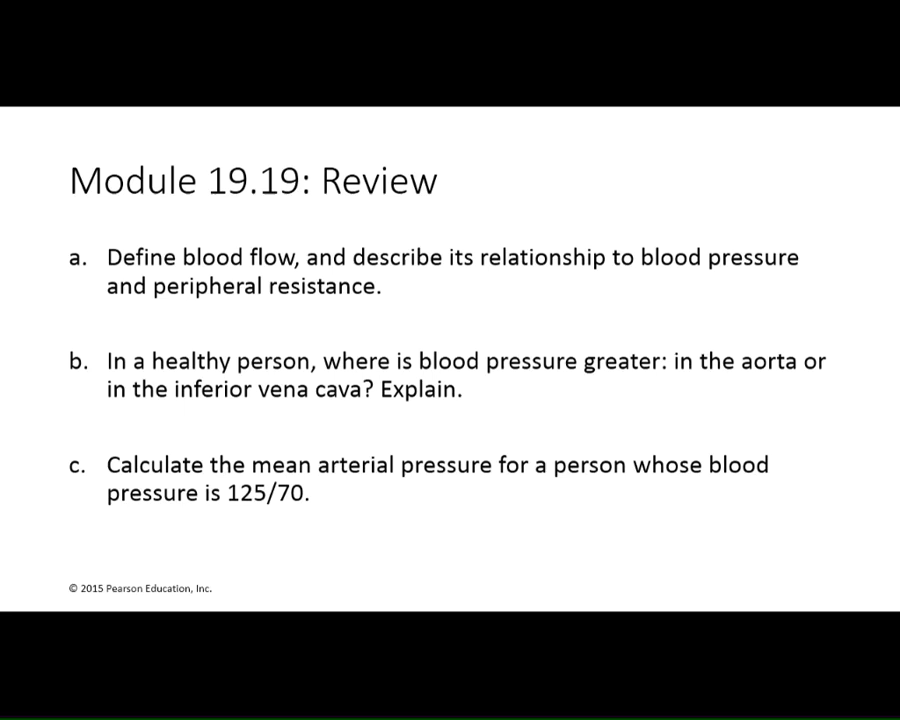 Module 19.19: Review
a. Define blood flow, and describe its relationship to blood pressure
and peripheral resistance.
b. In a healthy person, where is blood pressure greater: in the aorta or
in the inferior vena cava? Explain.
c. Calculate the mean arterial pressure for a person whose blood
pressure is 125/70.
© 2015 Pearson Education, Inc.